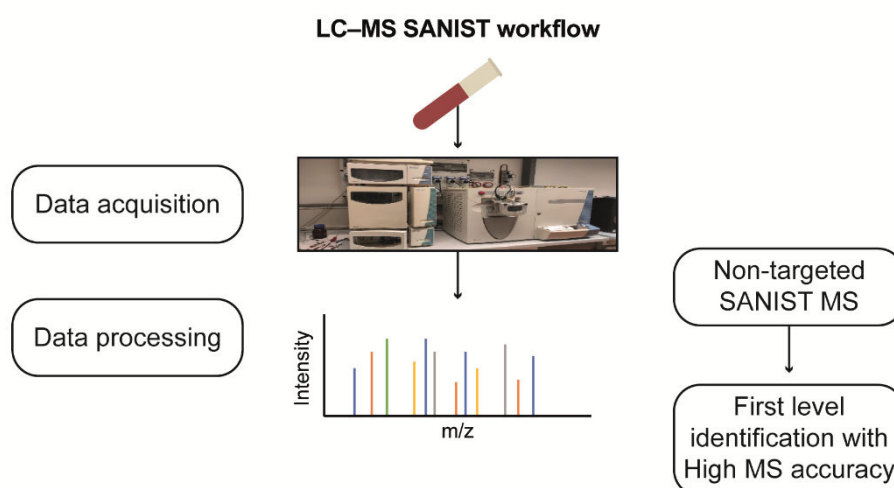 LC–MS SANIST workflow
Data acquisition
Data processing
Intensity
m/z
Non-targeted
SANIST MS
First level
identification with
High MS accuracy